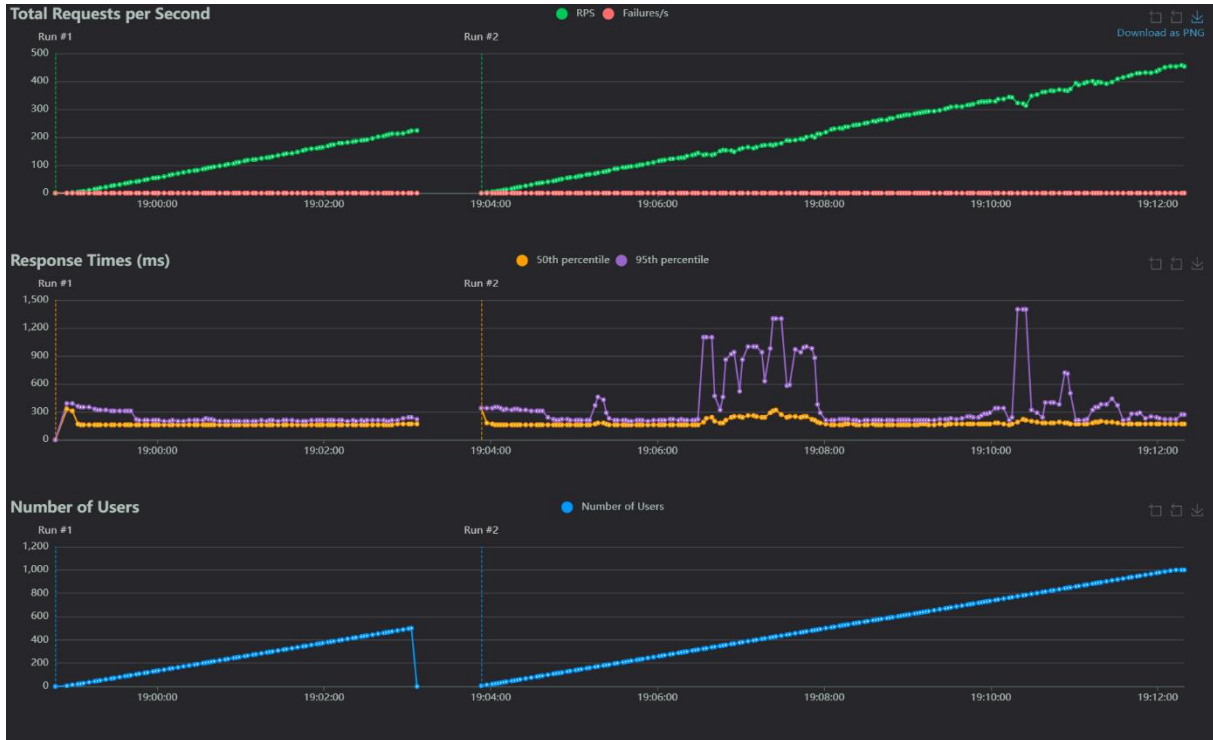 Total Requests per Second
RPS Failures/s
Download as PNG
Run #1 Run #2
500
400
300
200
100
0
19:00:00 19:02:00 19:04:00 19:06:00 19:08:00 19:10:00 19:12:00
Response Times (ms)
50th percentile 95th percentile
Run #1 Run #2
1,500
1,200
900
600
300
0
19:00:00 19:02:00 19:04:00 19:06:00 19:08:00 19:10:00 19:12:00
Number of Users
Number of Users
Run #1 Run #2
1,200
1,000
800
600
400
200
0
19:00:00 19:02:00 19:04:00 19:06:00 19:08:00 19:10:00 19:12:00